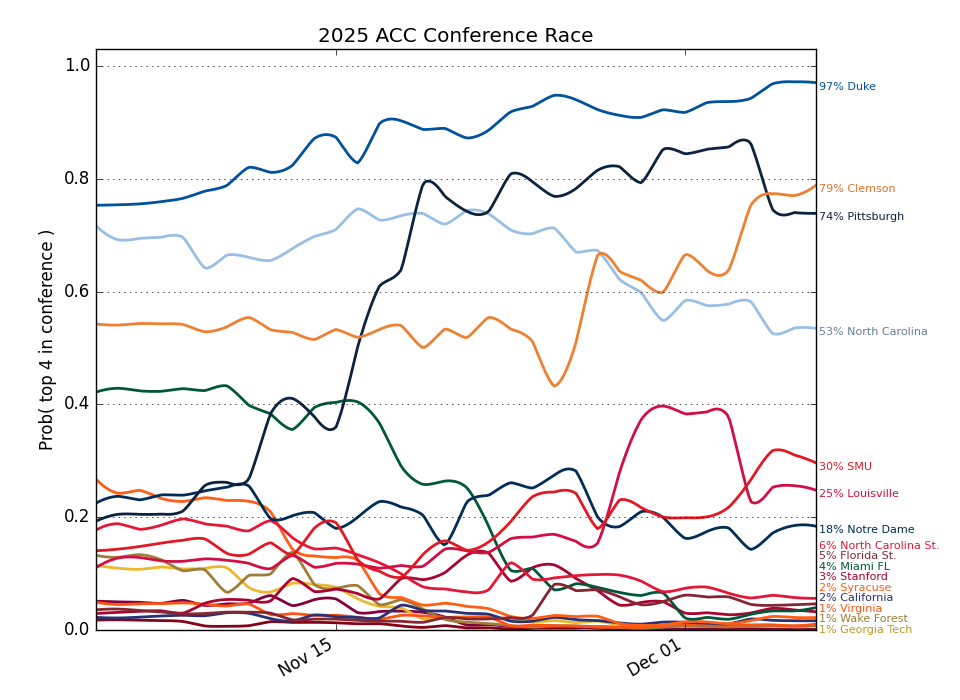 2025 ACC Conference Race
1.0
0.8
0.6
0.4
0.2
0.0
Prob( top 4 in conference )
Nov 15
Dec 01
97% Duke
79% Clemson
74% Pittsburgh
53% North Carolina
30% SMU
25% Louisville
18% Notre Dame
6% North Carolina St.
5% Florida St.
4% Miami FL
3% Stanford
2% Syracuse
2% California
1% Virginia
1% Wake Forest
1% Georgia Tech